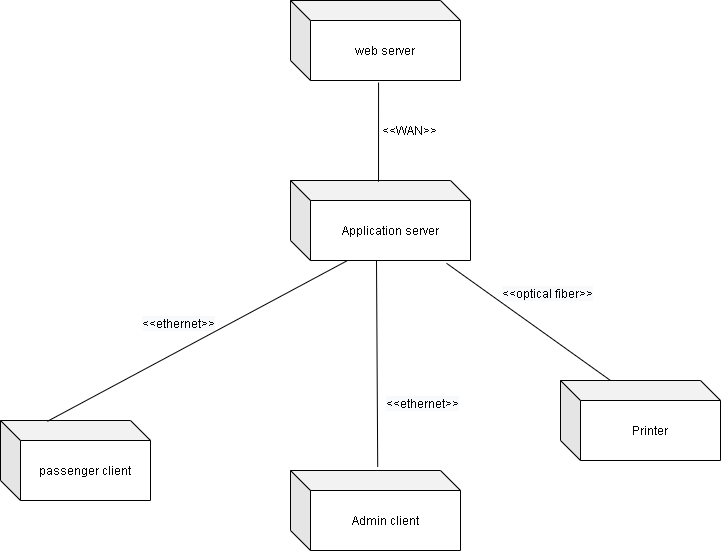 web server
<<WAN>>
Application server
<<optical fiber>>
<<ethernet>>
<<ethernet>>
Printer
passenger client
Admin client